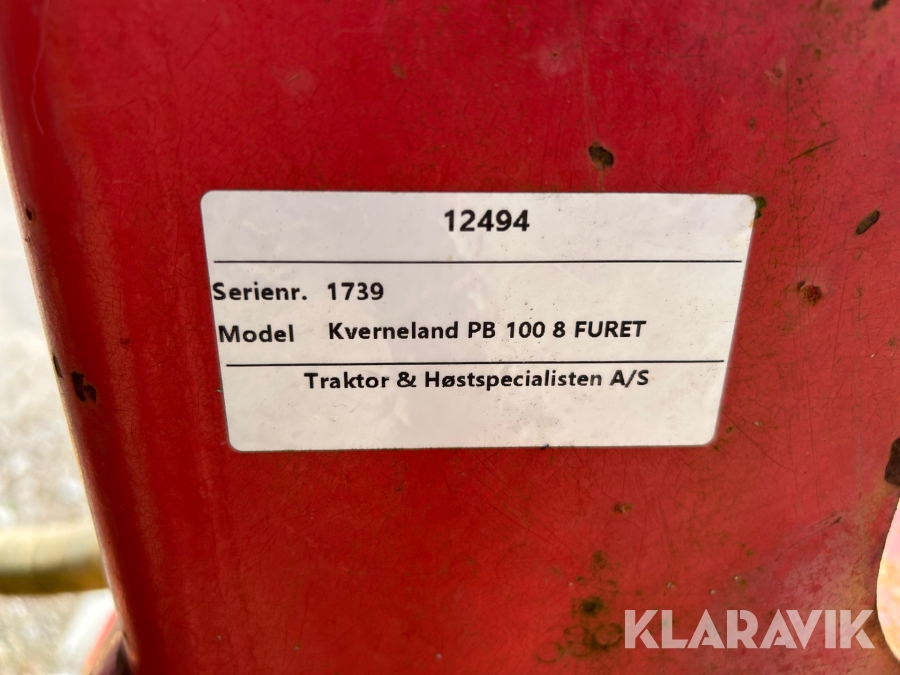 12494
Serienr. 1739
Model Kverneland PB 100 8 FURET
Traktor & Høstspecialisten A/S
KLARAVIK